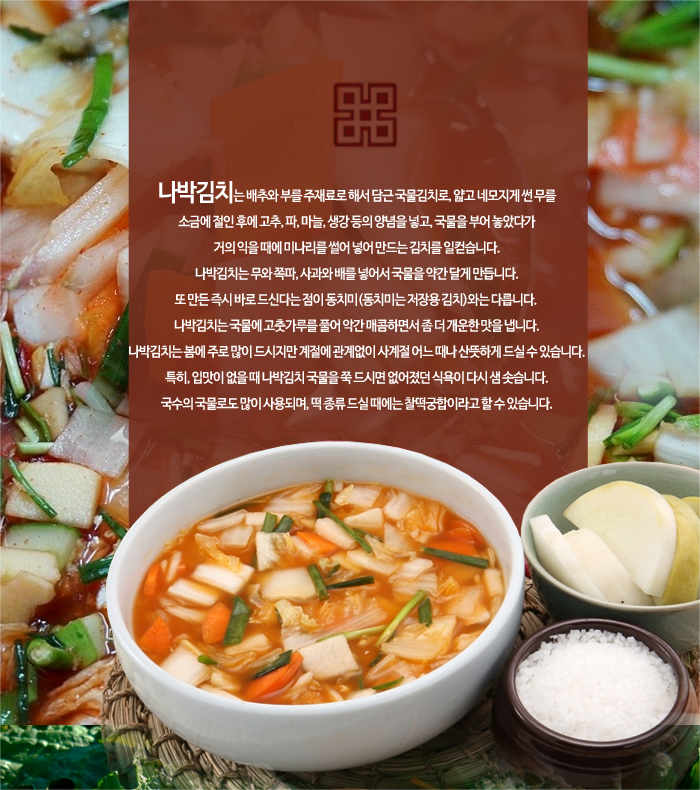 나박김치는 배추와 부를 주재료로 해서 담근 국물김치로, 얇고 네모지게 썬 무를
소금에 절인 후에 고추, 파, 마늘, 생강 등의 양념을 넣고, 국물을 부어 놓았다가
거의 익을 때에 미나리를 썰어 넣어 만드는 김치를 일컫습니다.
나박김치는 무와 쪽파, 사과와 배를 넣어서 국물을 약간 달게 만듭니다.
또 만든 즉시 바로 드신다는 점이 동치미(동치미는 저장용 김치)와는 다릅니다.
나박김치는 국물에 고춧가루를 풀어 약간 매콤하면서 좀 더 개운한 맛을 냅니다.
나박김치는 봄에 주로 많이 드시지만 계절에 관계없이 사계절 어느 때나 산뜻하게 드실 수 있습니다.
특히, 입맛이 없을 때 나박김치 국물을 쭉 드시면 없어졌던 식욕이 다시 샘 솟습니다.
국수의 국물로도 많이 사용되며, 떡 종류 드실 때에는 찰떡궁합이라고 할 수 있습니다.